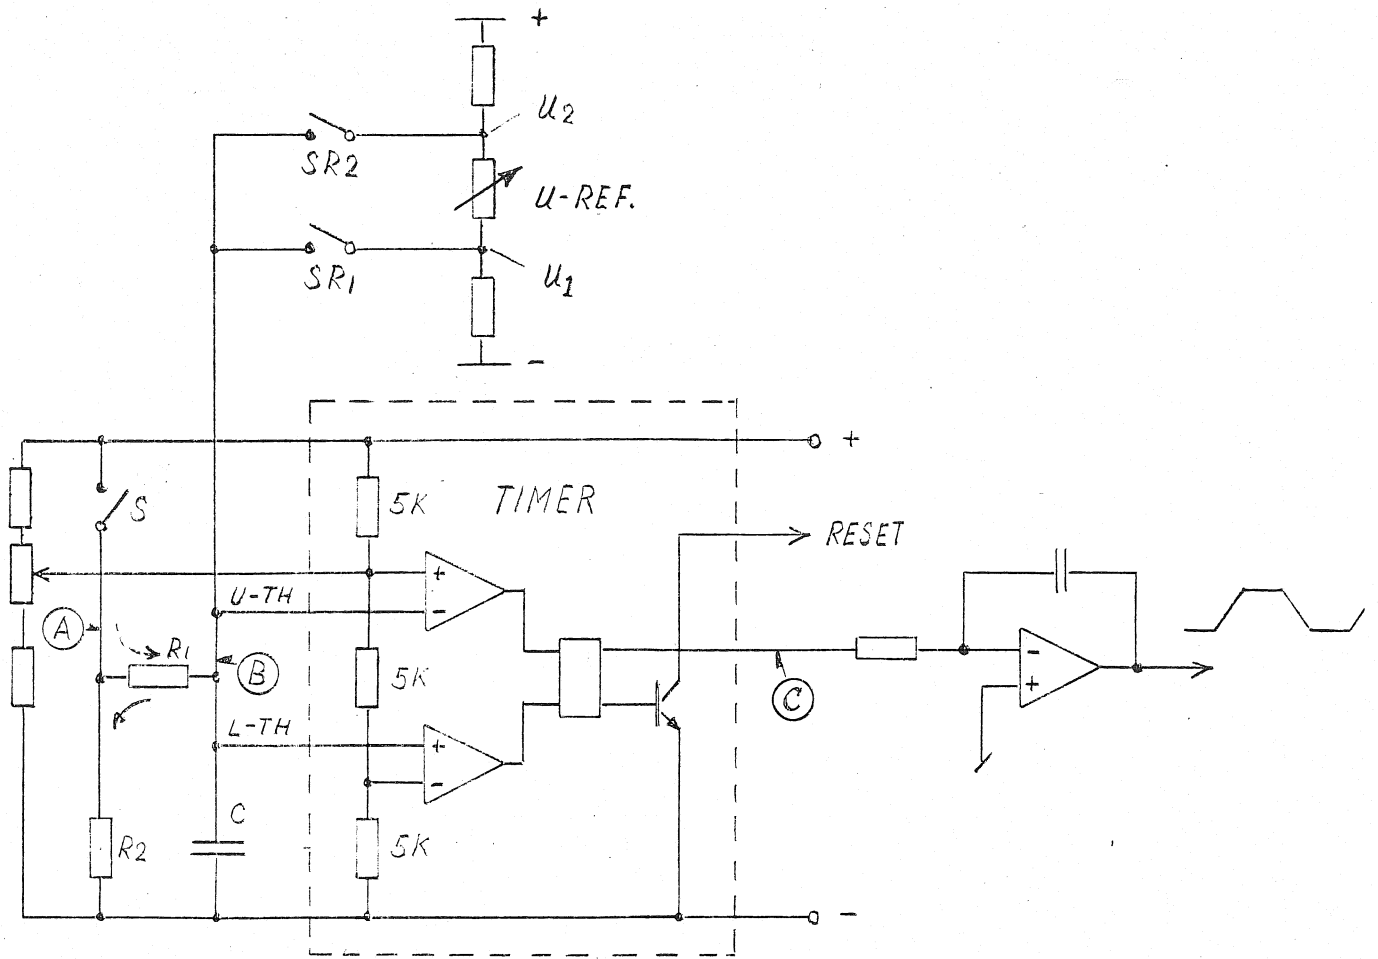 +
U2
SR2
U-REF.
SR1
U1
-
+
S
5K
TIMER
RESET
+
U-TH
-
A
R1
B
5K
-
+
C
L-TH
+
-
C
R2
5K
-